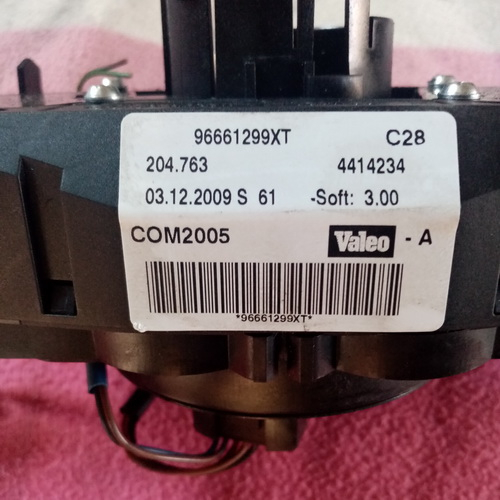 96661299XT C28
204.763 4414234
03.12.2009 S 61 -Soft: 3.00
COM2005 Valeo - A
*96661299XT*